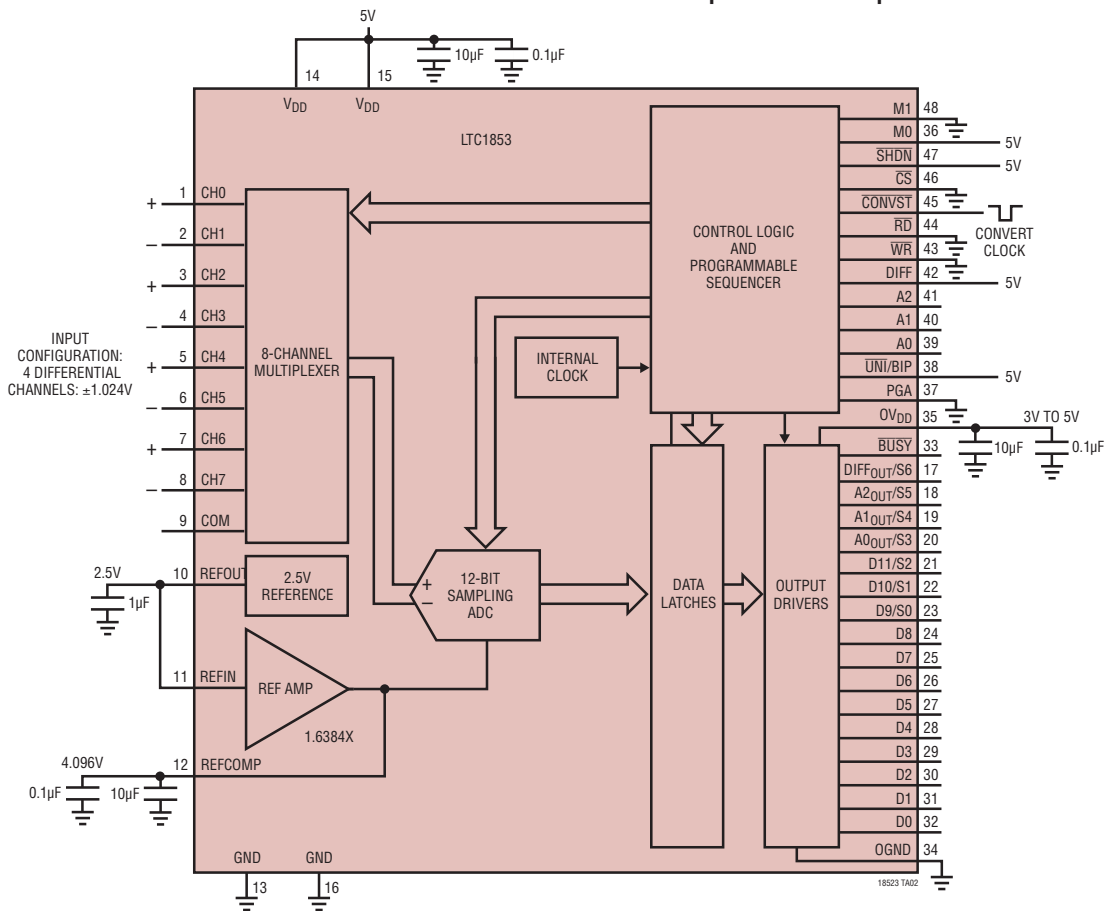 5V
10µF
0.1µF
14
15
VDD
VDD
LTC1853
M1 48
M0 36
5V
SHDN 47
5V
CS 46
CONVST 45
CONVERT
CLOCK
RD 44
WR 43
DIFF 42
5V
A2 41
A1 40
A0 39
UNI/BIP 38
5V
PGA 37
OVDD 35
3V TO 5V
10µF
0.1µF
BUSY 33
DIFFOUT/S6 17
A2OUT/S5 18
A1OUT/S4 19
A0OUT/S3 20
D11/S2 21
D10/S1 22
D9/S0 23
D8 24
D7 25
D6 26
D5 27
D4 28
D3 29
D2 30
D1 31
D0 32
OGND 34
+ 1 CH0
– 2 CH1
+ 3 CH2
– 4 CH3
+ 5 CH4
– 6 CH5
+ 7 CH6
– 8 CH7
9 COM
INPUT
CONFIGURATION:
4 DIFFERENTIAL
CHANNELS: ±1.024V
8-CHANNEL
MULTIPLEXER
CONTROL LOGIC
AND
PROGRAMMABLE
SEQUENCER
INTERNAL
CLOCK
2.5V
10 REFOUT
1µF
2.5V
REFERENCE
+
–
12-BIT
SAMPLING
ADC
DATA
LATCHES
OUTPUT
DRIVERS
11 REFIN
REF AMP
1.6384X
4.096V
12 REFCOMP
0.1µF
10µF
GND
GND
13
16
18523 TA02